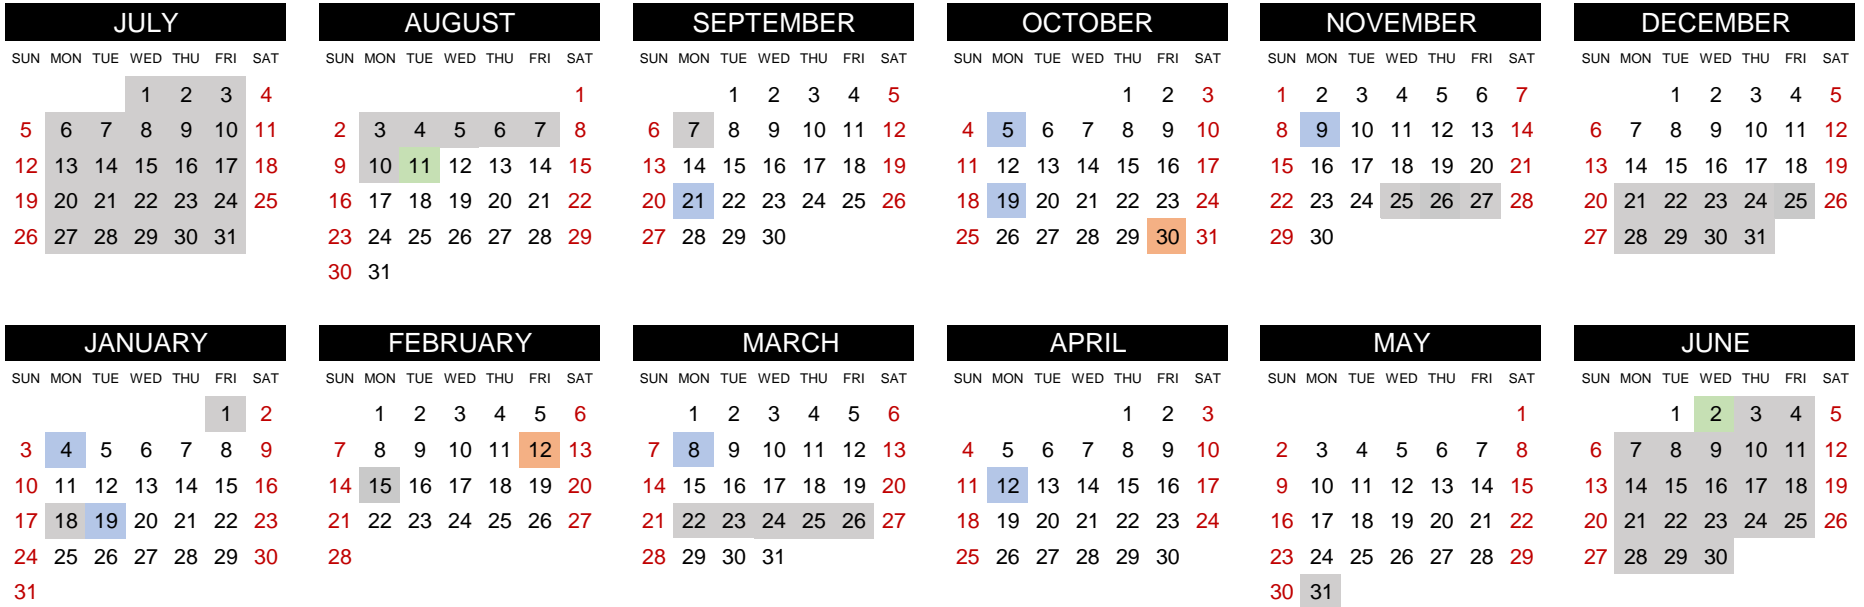 JULY AUGUST SEPTEMBER OCTOBER NOVEMBER DECEMBER
SUN MON TUE WED THU FRI SAT SUN MON TUE WED THU FRI SAT SUN MON TUE WED THU FRI SAT SUN MON TUE WED THU FRI SAT SUN MON TUE WED THU FRI SAT SUN MON TUE WED THU FRI SAT
1 2 3 4 1 1 2 3 4 5 1 2 3 1 2 3 4 5 6 7 1 2 3 4 5
5 6 7 8 9 10 11 2 3 4 5 6 7 8 6 7 8 9 10 11 12 4 5 6 7 8 9 10 8 9 10 11 12 13 14 6 7 8 9 10 11 12
12 13 14 15 16 17 18 9 10 11 12 13 14 15 13 14 15 16 17 18 19 11 12 13 14 15 16 17 15 16 17 18 19 20 21 13 14 15 16 17 18 19
19 20 21 22 23 24 25 16 17 18 19 20 21 22 20 21 22 23 24 25 26 18 19 20 21 22 23 24 22 23 24 25 26 27 28 20 21 22 23 24 25 26
26 27 28 29 30 31 23 24 25 26 27 28 29 27 28 29 30 25 26 27 28 29 30 31 29 30 27 28 29 30 31
30 31
JANUARY FEBRUARY MARCH APRIL MAY JUNE
SUN MON TUE WED THU FRI SAT SUN MON TUE WED THU FRI SAT SUN MON TUE WED THU FRI SAT SUN MON TUE WED THU FRI SAT SUN MON TUE WED THU FRI SAT SUN MON TUE WED THU FRI SAT
1 2 1 2 3 4 5 6 1 2 3 4 5 6 1 2 3 1 1 2 3 4 5
3 4 5 6 7 8 9 7 8 9 10 11 12 13 7 8 9 10 11 12 13 4 5 6 7 8 9 10 2 3 4 5 6 7 8 6 7 8 9 10 11 12
10 11 12 13 14 15 16 14 15 16 17 18 19 20 14 15 16 17 18 19 20 11 12 13 14 15 16 17 9 10 11 12 13 14 15 13 14 15 16 17 18 19
17 18 19 20 21 22 23 21 22 23 24 25 26 27 21 22 23 24 25 26 27 18 19 20 21 22 23 24 16 17 18 19 20 21 22 20 21 22 23 24 25 26
24 25 26 27 28 29 30 28 28 29 30 31 25 26 27 28 29 30 23 24 25 26 27 28 29 27 28 29 30
31 30 31